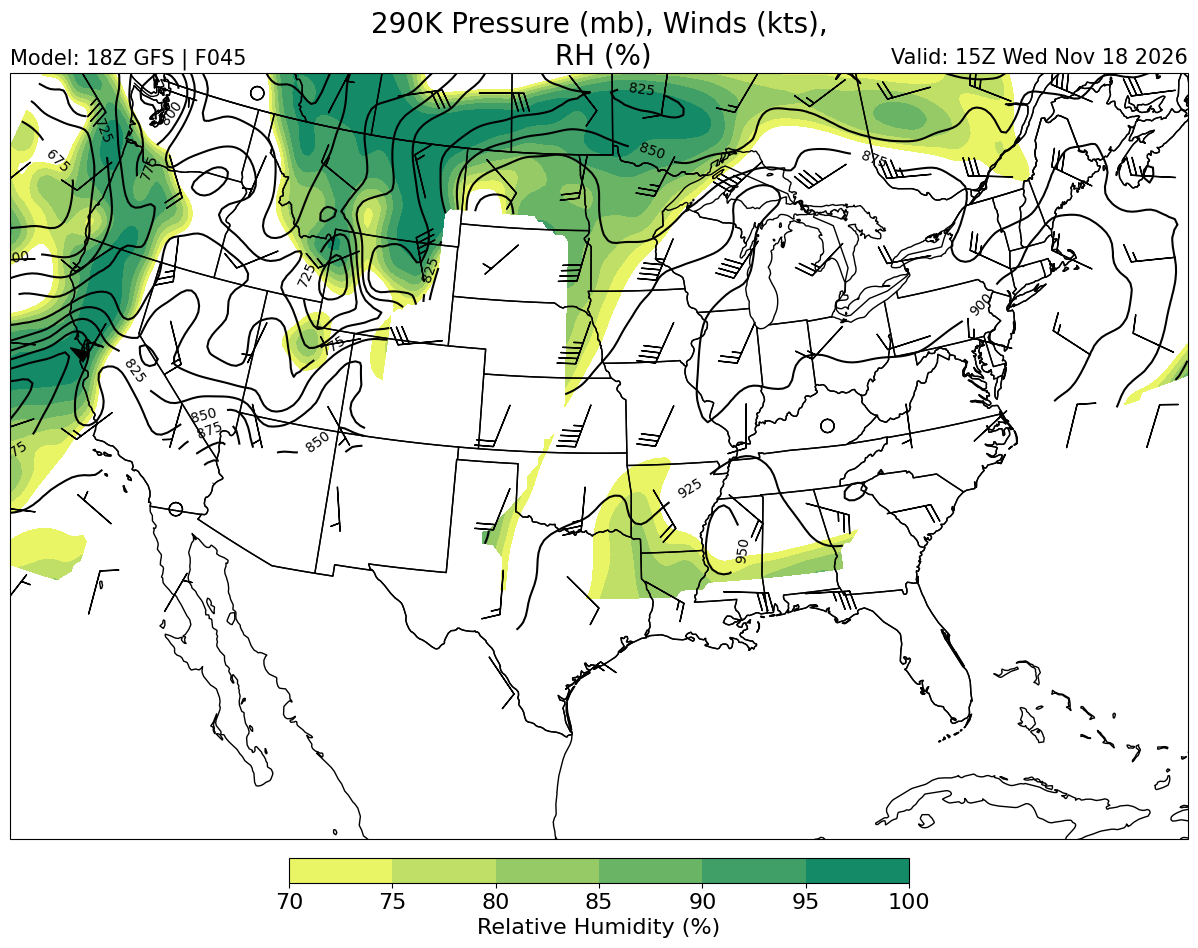 290K Pressure (mb), Winds (kts),
RH (%)
Model: 18Z GFS | F045
Valid: 15Z Wed Nov 18 2026
825
850
875
725
675
775
725
825
775
825
850
875
850
900
925
950
70 75 80 85 90 95 100
Relative Humidity (%)